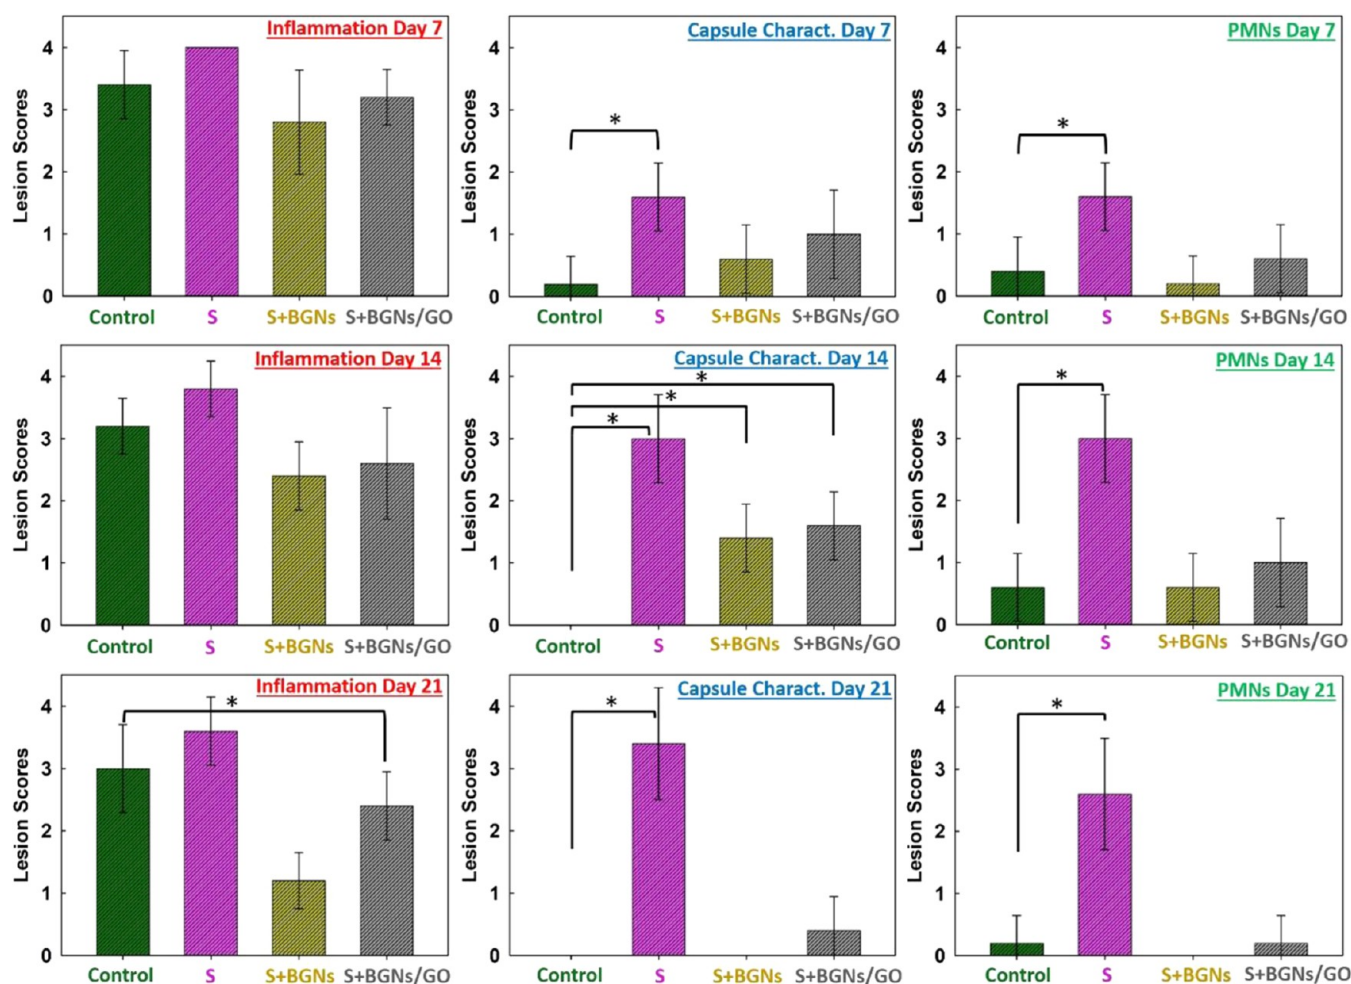 Inflammation Day 7
Lesion Scores
4
3
2
1
0
Control S S+BGNs S+BGNs/GO
Capsule Charact. Day 7
Lesion Scores
4
3
2
1
0
*
Control S S+BGNs S+BGNs/GO
PMNs Day 7
Lesion Scores
4
3
2
1
0
*
Control S S+BGNs S+BGNs/GO
Inflammation Day 14
Lesion Scores
4
3
2
1
0
Control S S+BGNs S+BGNs/GO
Capsule Charact. Day 14
Lesion Scores
4
3
2
1
0
*
*
*
Control S S+BGNs S+BGNs/GO
PMNs Day 14
Lesion Scores
4
3
2
1
0
*
Control S S+BGNs S+BGNs/GO
Inflammation Day 21
Lesion Scores
4
3
2
1
0
*
Control S S+BGNs S+BGNs/GO
Capsule Charact. Day 21
Lesion Scores
4
3
2
1
0
*
Control S S+BGNs S+BGNs/GO
PMNs Day 21
Lesion Scores
4
3
2
1
0
*
Control S S+BGNs S+BGNs/GO